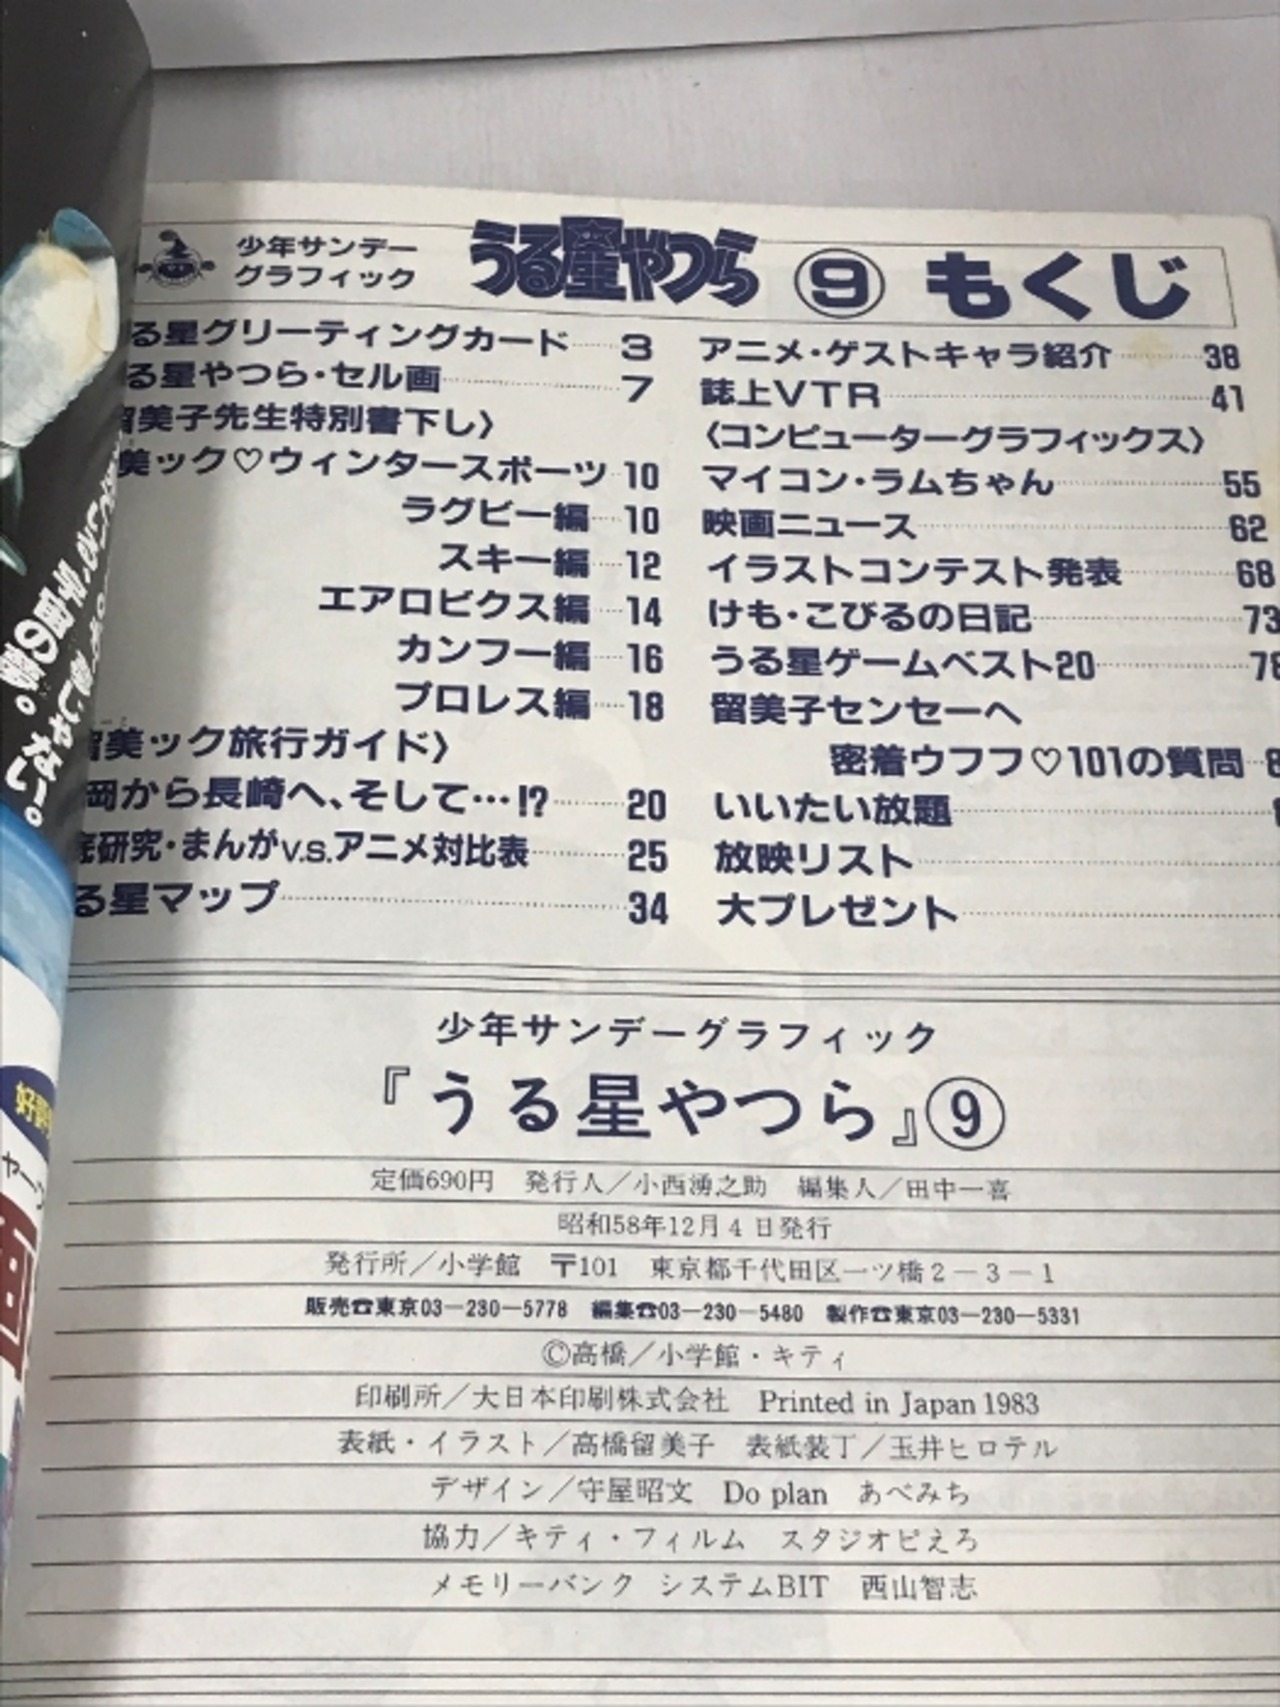 少年サンデー
グラフィック
うる星やつら ⑨ もくじ
る星グリーティングカード 3
る星やつら・セル画 7
留美子先生特別書下し〉
美ック♡ウィンタースポーツ 10
ラグビー編 10
スキー編 12
エアロビクス編 14
カンフー編 16
プロレス編 18
留美ック旅行ガイド〉
岡から長崎へ、そして…!? 20
底研究・まんがv.s.アニメ対比表 25
る星マップ 34
アニメ・ゲストキャラ紹介 38
誌上VTR 41
〈コンピューターグラフィックス〉
マイコン・ラムちゃん 55
映画ニュース 62
イラストコンテスト発表 68
けも・こびるの日記 73
うる星ゲームベスト20 78
留美子センセーへ
密着ウフフ♡101の質問
いいたい放題
放映リスト
大プレゼント
少年サンデーグラフィック
『うる星やつら』⑨
定価690円 発行人／小西湧之助 編集人／田中一喜
昭和58年12月4日発行
発行所／小学館 〒101 東京都千代田区一ツ橋2－3－1
販売☎東京03－230－5778 編集☎03－230－5480 製作☎東京03－230－5331
©高橋／小学館・キティ
印刷所／大日本印刷株式会社 Printed in Japan 1983
表紙・イラスト／高橋留美子 表紙装丁／玉井ヒロテル
デザイン／守屋昭文 Do plan あべみち
協力／キティ・フィルム スタジオぴえろ
メモリーバンク システムBIT 西山智志